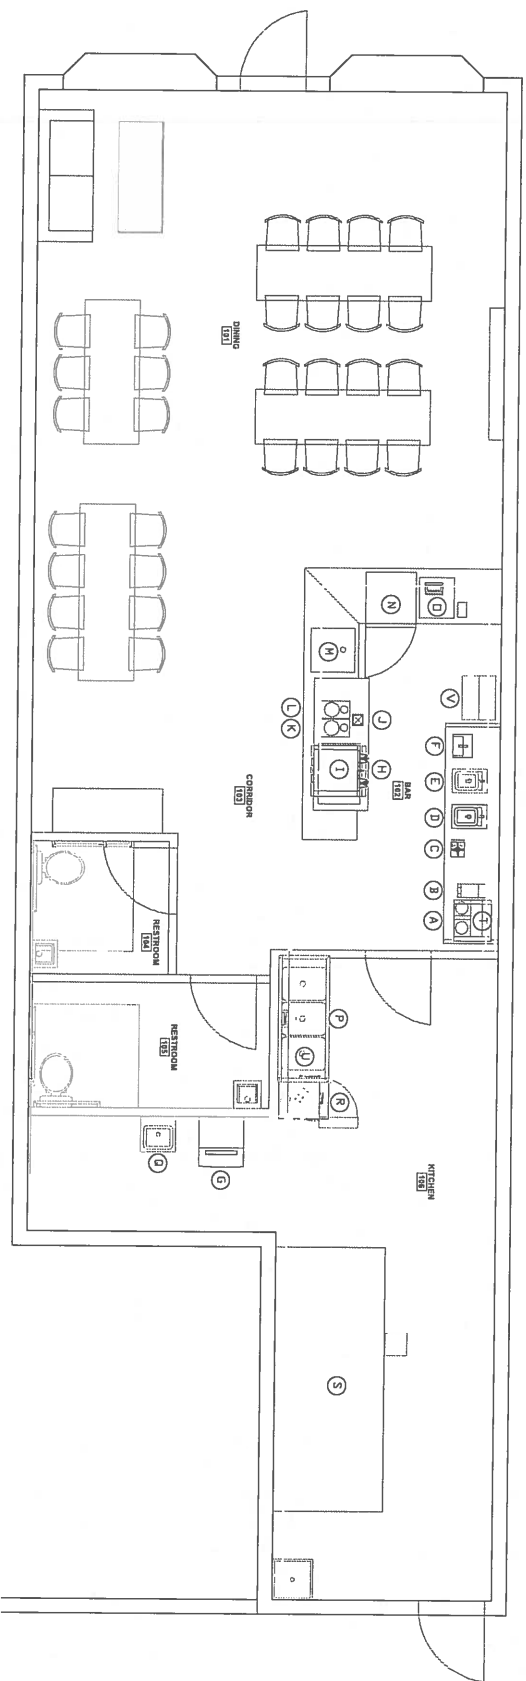 DINING
101
N
O
M
V
L
K
J
I
H
BAR
102
F
E
D
C
B
A
T
CORRIDOR
103
RESTROOM
104
RESTROOM
105
P
U
R
Q
G
KITCHEN
106
S